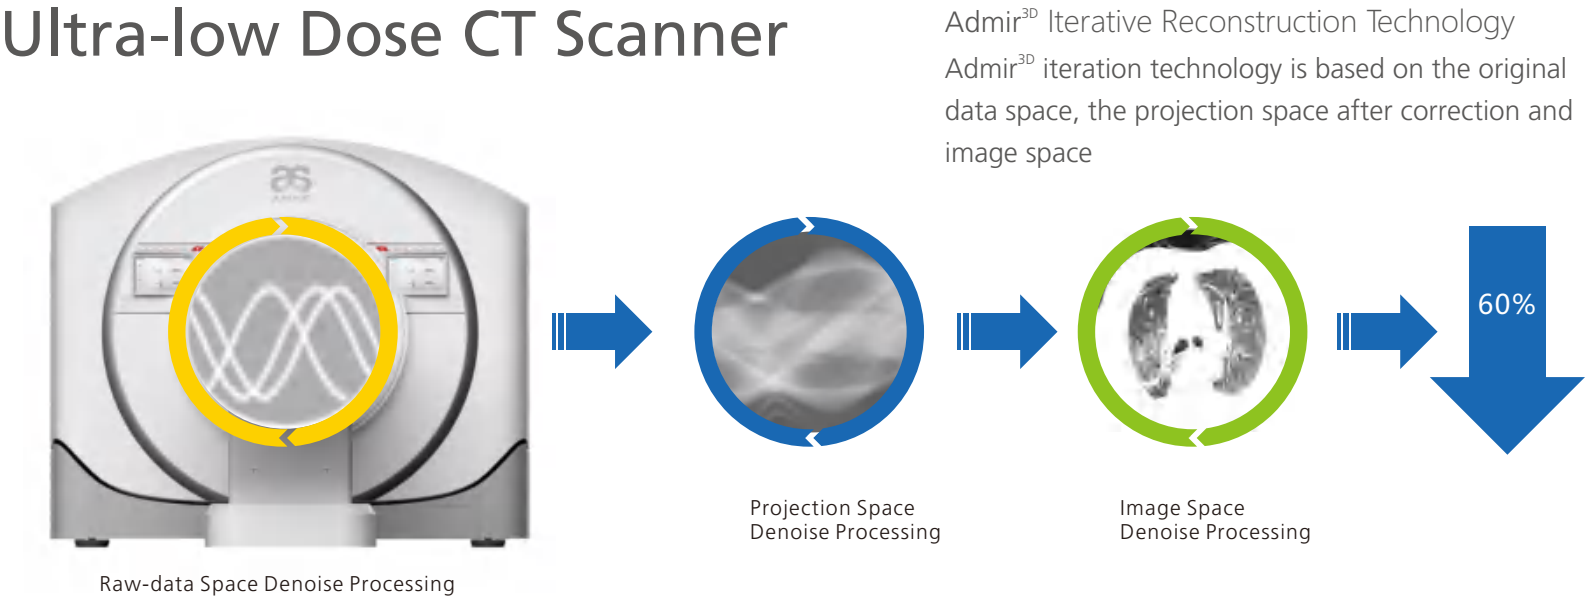 Ultra-low Dose CT Scanner
Admir3D Iterative Reconstruction Technology
Admir3D iteration technology is based on the original
data space, the projection space after correction and
image space
60%
Projection Space
Denoise Processing
Image Space
Denoise Processing
Raw-data Space Denoise Processing